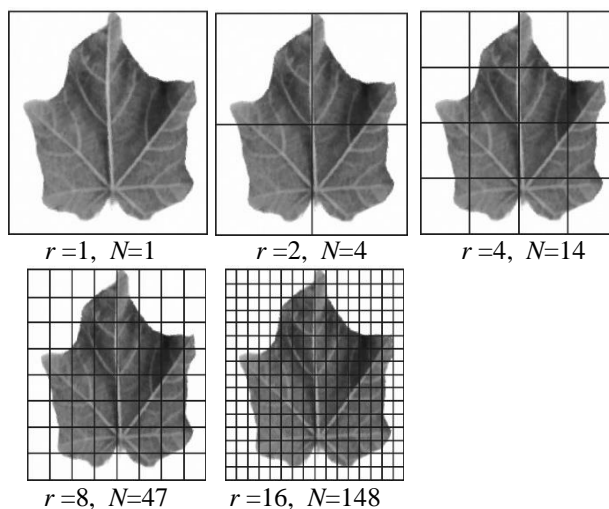 r =1, N=1
r =2, N=4
r =4, N=14
r =8, N=47
r =16, N=148